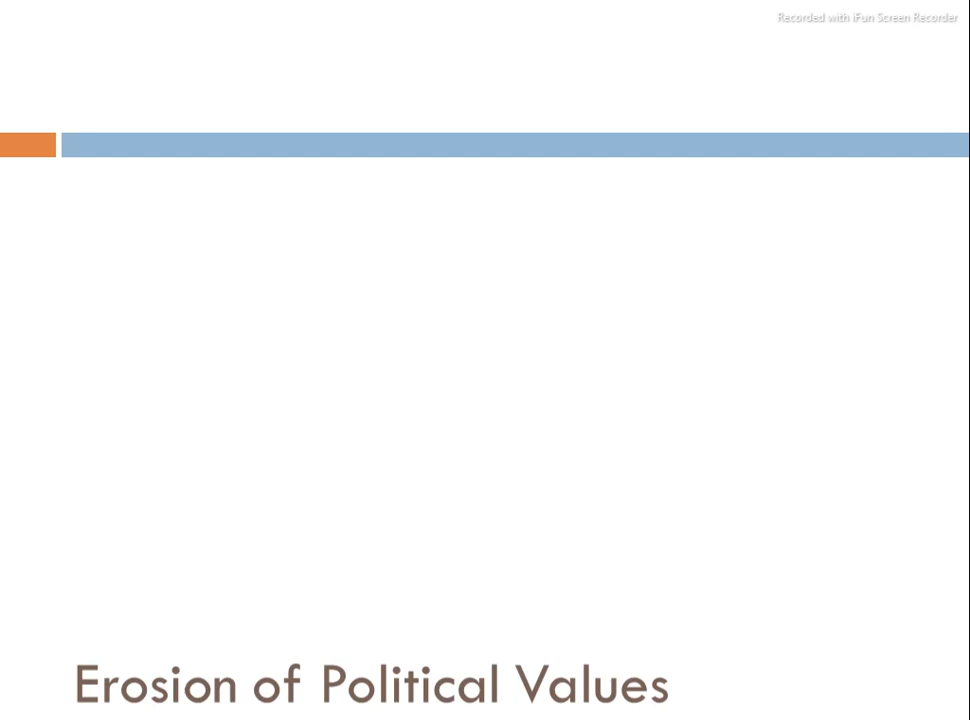 Recorded with iFun Screen Recorder
Erosion of Political Values